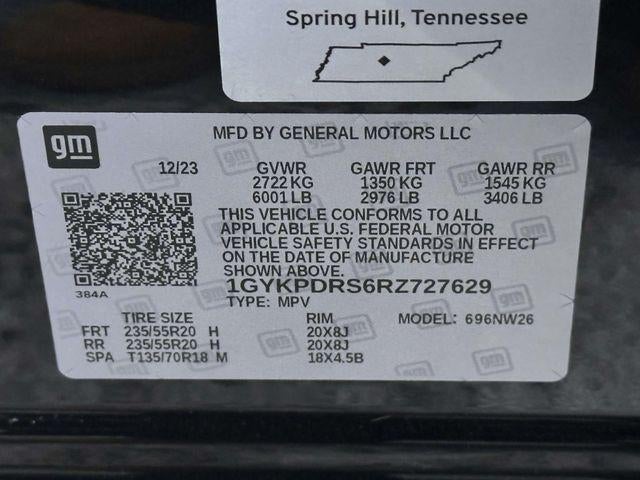 Spring Hill, Tennessee
gm
MFD BY GENERAL MOTORS LLC
12/23 GVWR GAWR FRT GAWR RR
2722 KG 1350 KG 1545 KG
6001 LB 2976 LB 3406 LB
THIS VEHICLE CONFORMS TO ALL
APPLICABLE U.S. FEDERAL MOTOR
VEHICLE SAFETY STANDARDS IN EFFECT
ON THE DATE OF MANUFACTURE
SHOWN ABOVE.
384A
1GYKPDRS6RZ727629
TYPE: MPV
TIRE SIZE RIM MODEL: 696NW26
FRT 235/55R20 H 20X8J
RR 235/55R20 H 20X8J
SPA T135/70R18 M 18X4.5B